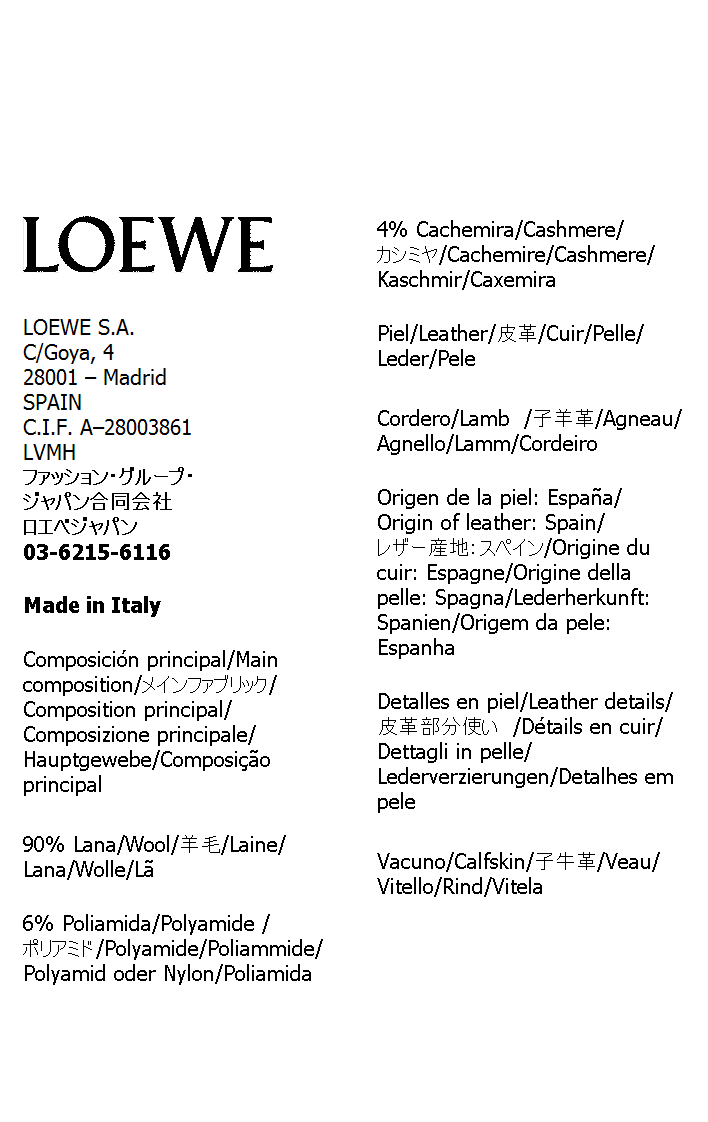 LOEWE
LOEWE S.A.
C/Goya, 4
28001 – Madrid
SPAIN
C.I.F. A–28003861
LVMH
ファッション・グループ・
ジャパン合同会社
ロエベジャパン
03-6215-6116
Made in Italy
Composición principal/Main
composition/メインファブリック/
Composition principal/
Composizione principale/
Hauptgewebe/Composição
principal
90% Lana/Wool/羊毛/Laine/
Lana/Wolle/Lã
6% Poliamida/Polyamide /
ポリアミド/Polyamide/Poliammide/
Polyamid oder Nylon/Poliamida
4% Cachemira/Cashmere/
カシミヤ/Cachemire/Cashmere/
Kaschmir/Caxemira
Piel/Leather/皮革/Cuir/Pelle/
Leder/Pele
Cordero/Lamb /子羊革/Agneau/
Agnello/Lamm/Cordeiro
Origen de la piel: España/
Origin of leather: Spain/
レザー産地：スペイン/Origine du
cuir: Espagne/Origine della
pelle: Spagna/Lederherkunft:
Spanien/Origem da pele:
Espanha
Detalles en piel/Leather details/
皮革部分使い /Détails en cuir/
Dettagli in pelle/
Lederverzierungen/Detalhes em
pele
Vacuno/Calfskin/子牛革/Veau/
Vitello/Rind/Vitela